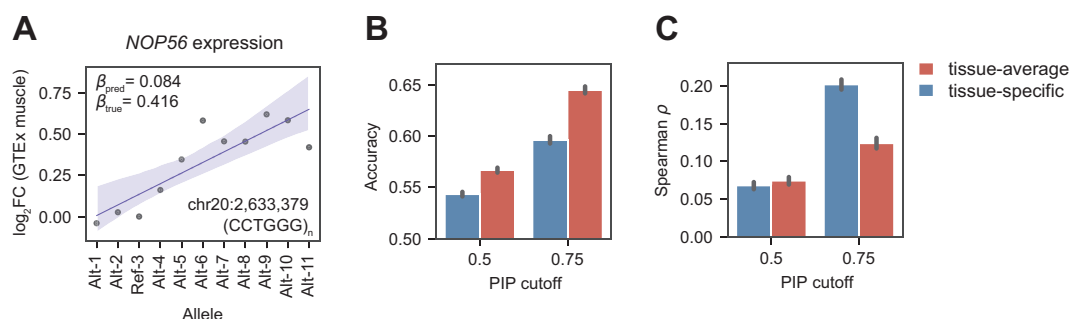 A
NOP56 expression
log2FC (GTEx muscle)
0.75
0.50
0.25
0.00
βpred= 0.084
βtrue= 0.416
chr20:2,633,379
(CCTGGG)n
Alt-1
Alt-2
Ref-3
Alt-4
Alt-5
Alt-6
Alt-7
Alt-8
Alt-9
Alt-10
Alt-11
Allele
B
Accuracy
0.65
0.60
0.55
0.50
0.5 0.75
PIP cutoff
C
Spearman ρ
0.20
0.15
0.10
0.05
0.00
0.5 0.75
PIP cutoff
tissue-average
tissue-specific